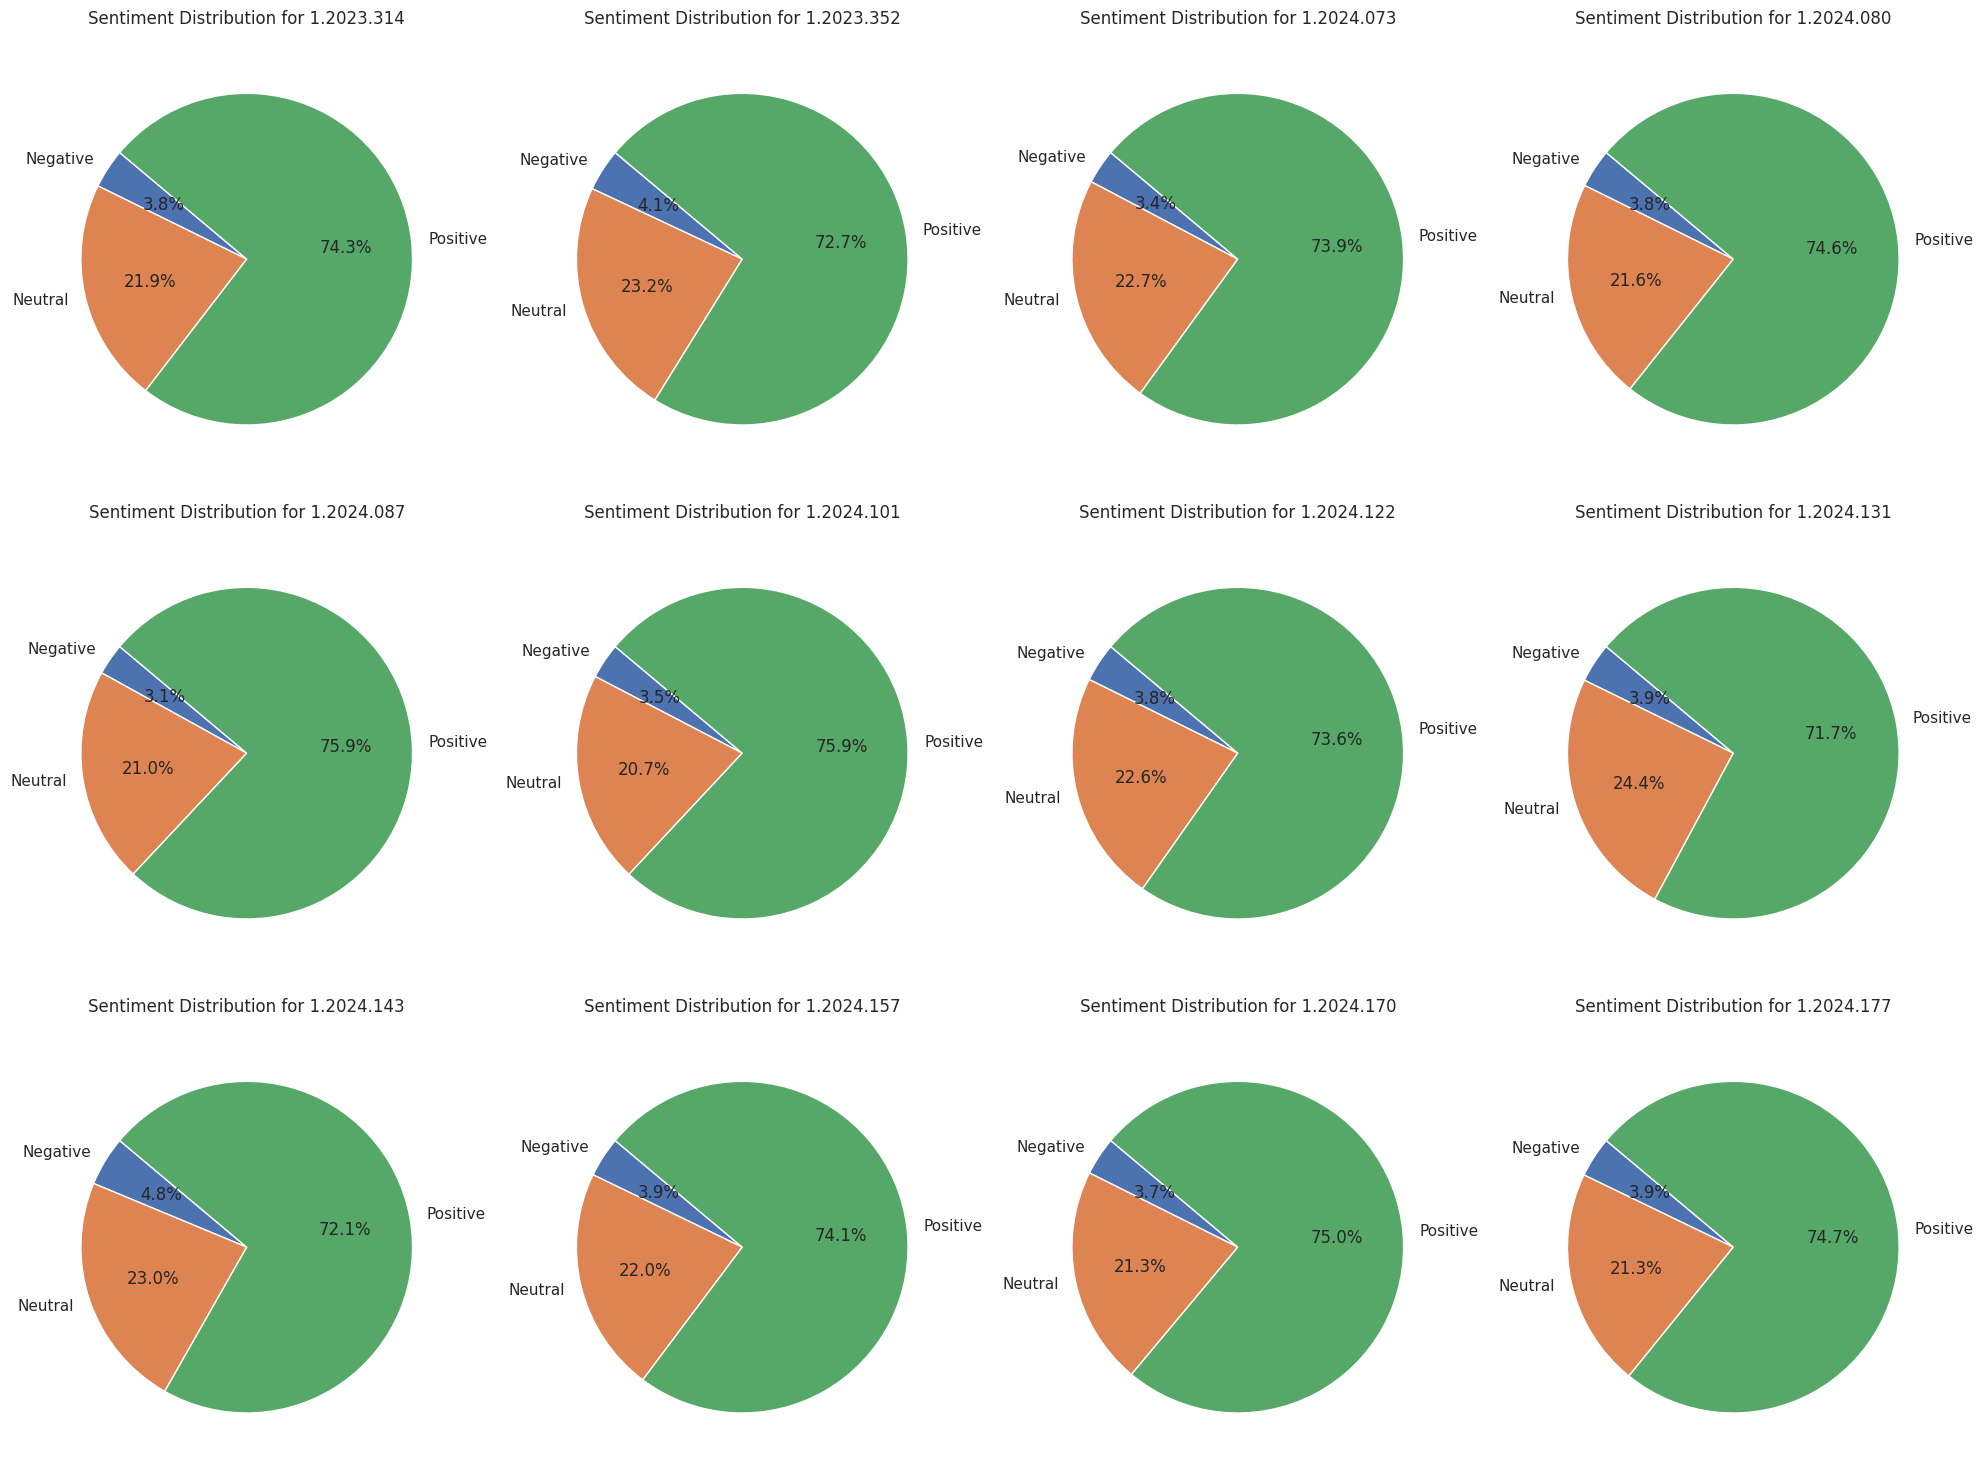 Sentiment Distribution for 1.2023.314
Negative
3.8%
74.3%
Positive
21.9%
Neutral
Sentiment Distribution for 1.2023.352
Negative
4.1%
72.7%
Positive
23.2%
Neutral
Sentiment Distribution for 1.2024.073
Negative
3.4%
73.9%
Positive
22.7%
Neutral
Sentiment Distribution for 1.2024.080
Negative
3.8%
74.6%
Positive
21.6%
Neutral
Sentiment Distribution for 1.2024.087
Negative
3.1%
75.9%
Positive
21.0%
Neutral
Sentiment Distribution for 1.2024.101
Negative
3.5%
75.9%
Positive
20.7%
Neutral
Sentiment Distribution for 1.2024.122
Negative
3.8%
73.6%
Positive
22.6%
Neutral
Sentiment Distribution for 1.2024.131
Negative
3.9%
71.7%
Positive
24.4%
Neutral
Sentiment Distribution for 1.2024.143
Negative
4.8%
72.1%
Positive
23.0%
Neutral
Sentiment Distribution for 1.2024.157
Negative
3.9%
74.1%
Positive
22.0%
Neutral
Sentiment Distribution for 1.2024.170
Negative
3.7%
75.0%
Positive
21.3%
Neutral
Sentiment Distribution for 1.2024.177
Negative
3.9%
74.7%
Positive
21.3%
Neutral